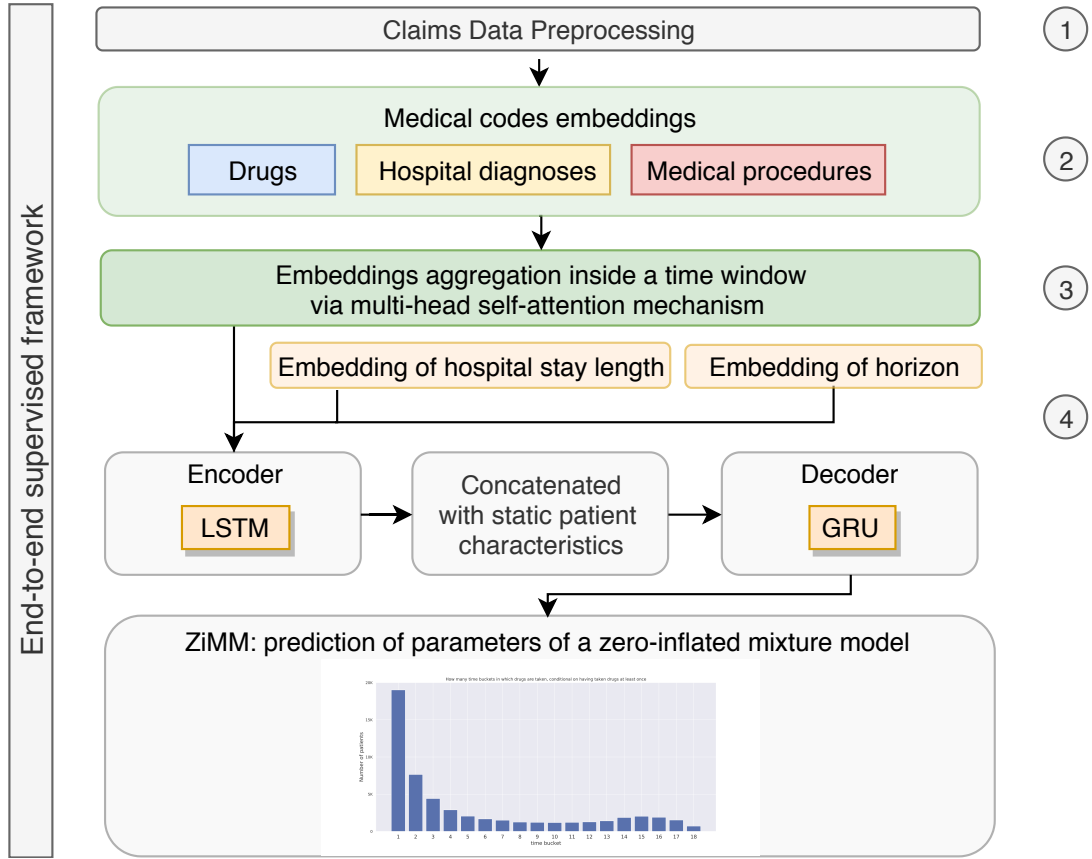 End-to-end supervised framework
Claims Data Preprocessing
1
Medical codes embeddings
Drugs
Hospital diagnoses
Medical procedures
2
Embeddings aggregation inside a time window
via multi-head self-attention mechanism
3
Embedding of hospital stay length
Embedding of horizon
4
Encoder
LSTM
Concatenated
with static patient
characteristics
Decoder
GRU
ZiMM: prediction of parameters of a zero-inflated mixture model
How many time buckets in which drugs are taken, conditional on having taken drugs at least once
Number of patients
20K
15K
10K
5K
0
1 2 3 4 5 6 7 8 9 10 11 12 13 14 15 16 17 18
time bucket